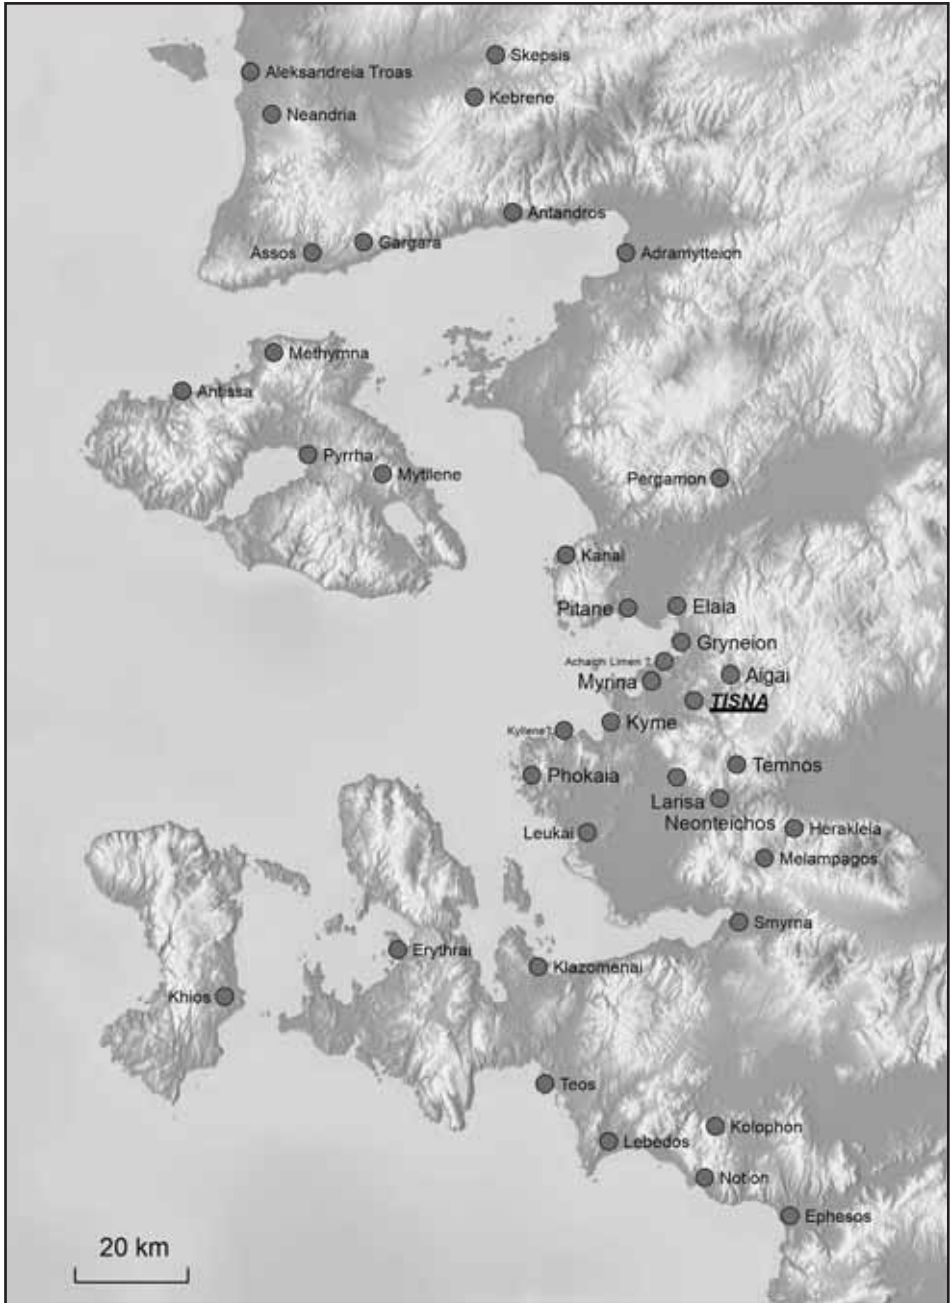 Skepsis
Aleksandreia Troas
Kebrene
Neandria
Antandros
Gargara
Assos
Adramytteion
Methymna
Antissa
Pyrrha
Mytilene
Pergamon
Kanai
Pitane
Elaia
Gryneion
Achaign Limen ?
Aigai
Myrina
TISNA
Kyme
Kyllene?
Temnos
Phokaia
Larisa
Neonteichos
Leukai
Herakleia
Melampagos
Smyrna
Erythrai
Klazomenai
Khios
Teos
Kolophon
Lebedos
Notion
Ephesos
20 km